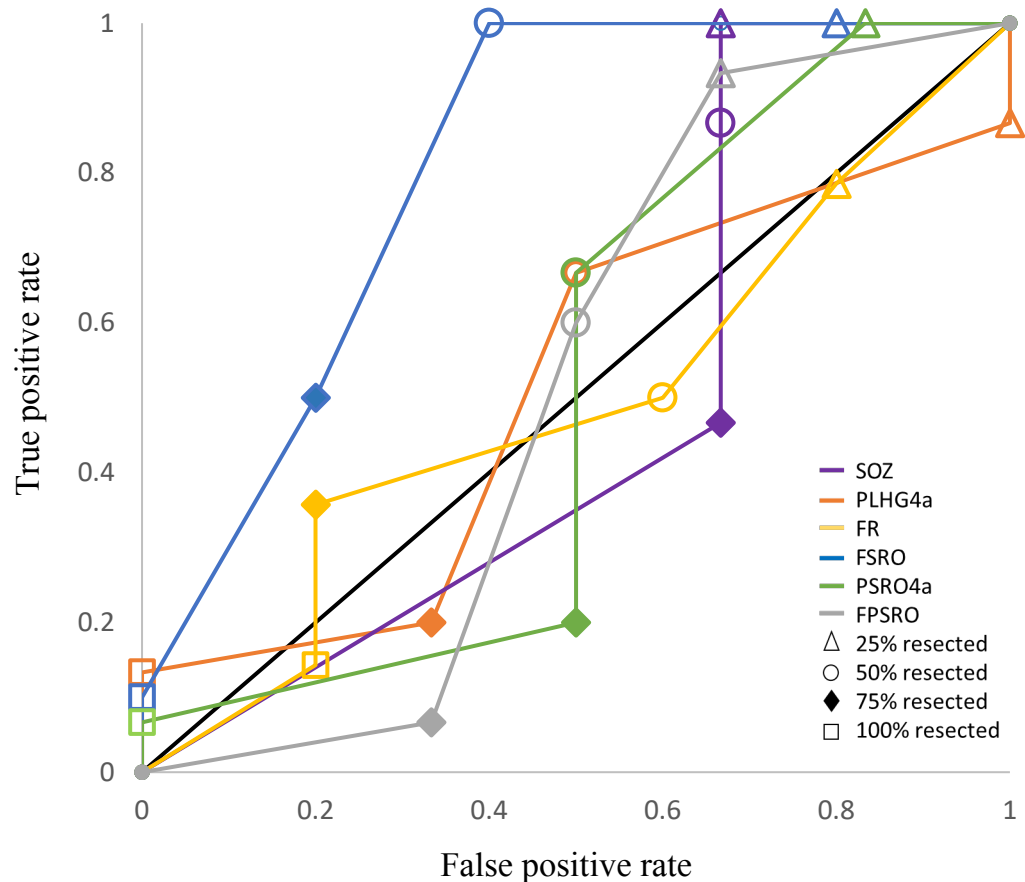 1
0.8
0.6
0.4
0.2
0
0
0.2
0.4
0.6
0.8
1
True positive rate
False positive rate
SOZ
PLHG4a
FR
FSRO
PSRO4a
FPSRO
25% resected
50% resected
75% resected
100% resected